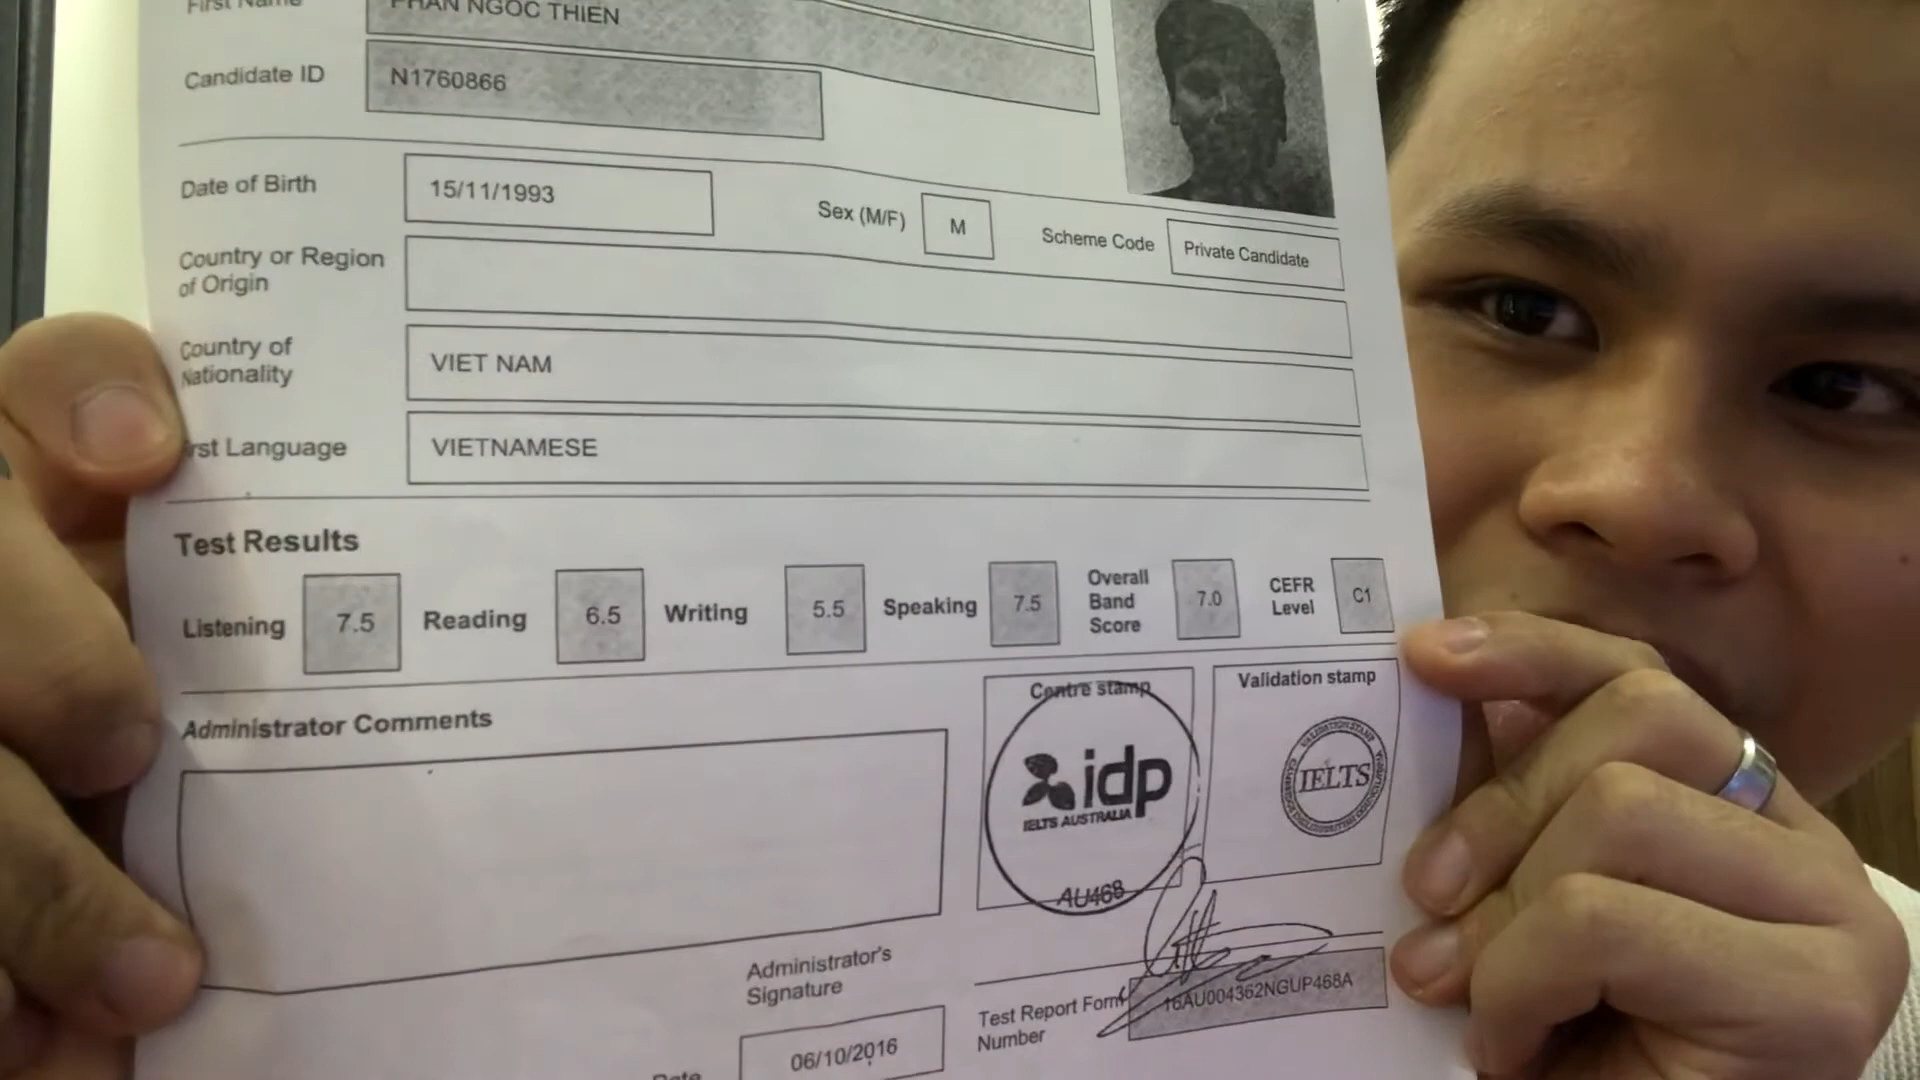 First Name
PHAN NGOC THIEN
Candidate ID
N1760866
Date of Birth
15/11/1993
Sex (M/F)
M
Scheme Code
Private Candidate
Country or Region
of Origin
Country of
Nationality
VIET NAM
First Language
VIETNAMESE
Test Results
Listening 7.5 Reading 6.5 Writing 5.5 Speaking 7.5 Overall Band Score 7.0 CEFR Level C1
Administrator Comments
Centre stamp
idp
IELTS AUSTRALIA
AU468
Validation stamp
VALIDATION STAMP
IELTS
Administrator's
Signature
Date
06/10/2016
Test Report Form
Number
16AU004362NGUP468A